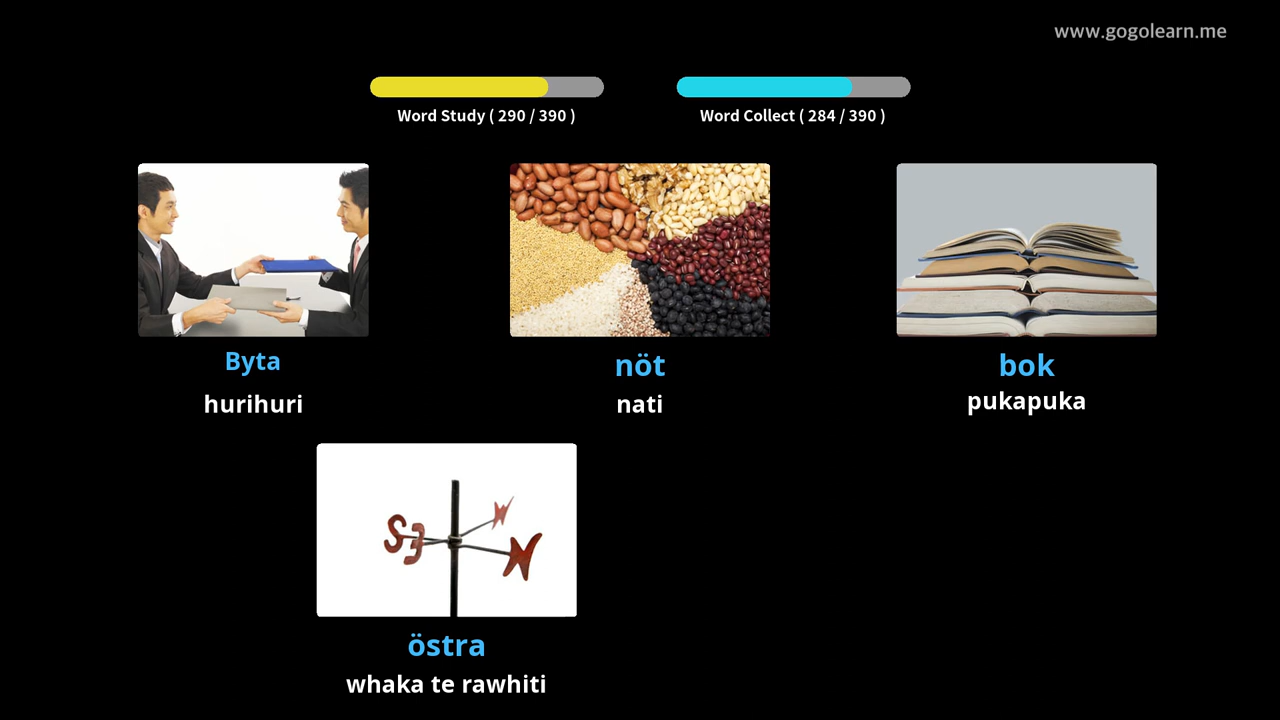 www.gogolearn.me
Word Study ( 290 / 390 )
Word Collect ( 284 / 390 )
Byta
nöt
bok
hurihuri
nati
pukapuka
S
E
N
östra
whaka te rawhiti